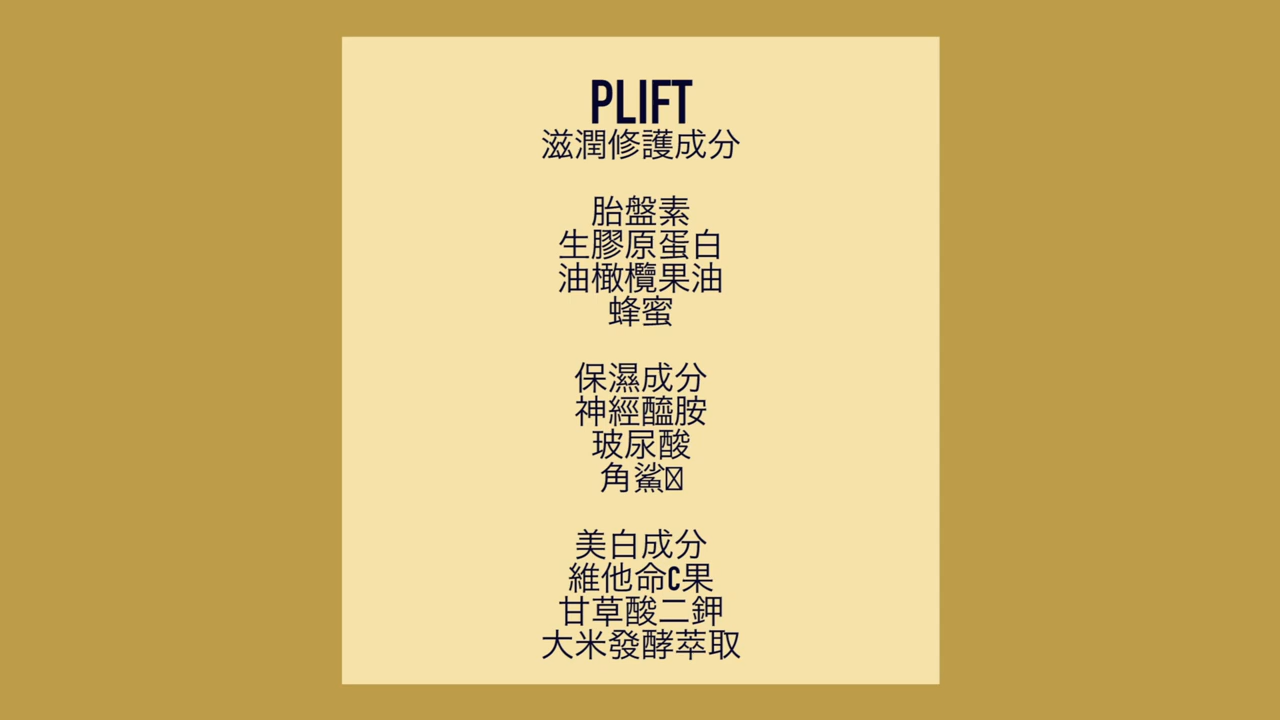 PLIFT
滋潤修護成分
胎盤素
生膠原蛋白
油橄欖果油
蜂蜜
保濕成分
神經醯胺
玻尿酸
角鯊
美白成分
維他命C果
甘草酸二鉀
大米發酵萃取